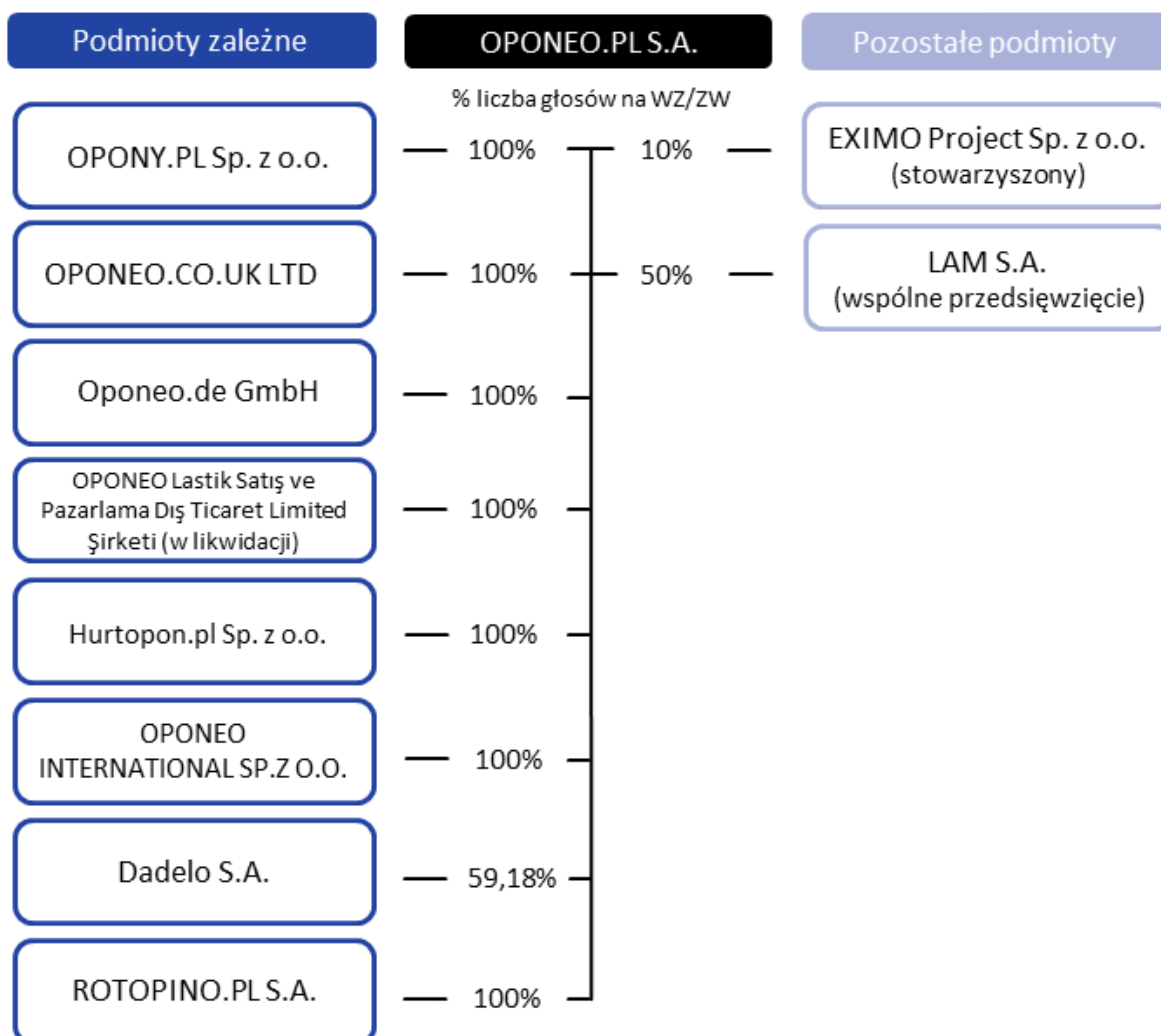 Podmioty zależne
OPONEO.PL S.A.
Pozostałe podmioty
% liczba głosów na WZ/ZW
OPONY.PL Sp. z o.o.
100%
10%
EXIMO Project Sp. z o.o.
(stowarzyszony)
OPONEO.CO.UK LTD
100%
50%
LAM S.A.
(wspólne przedsięwzięcie)
Oponeo.de GmbH
100%
OPONEO Lastik Satış ve
Pazarlama Dış Ticaret Limited
Şirketi (w likwidacji)
100%
Hurtopon.pl Sp. z o.o.
100%
OPONEO
INTERNATIONAL SP.Z O.O.
100%
Dadelo S.A.
59,18%
ROTOPINO.PL S.A.
100%